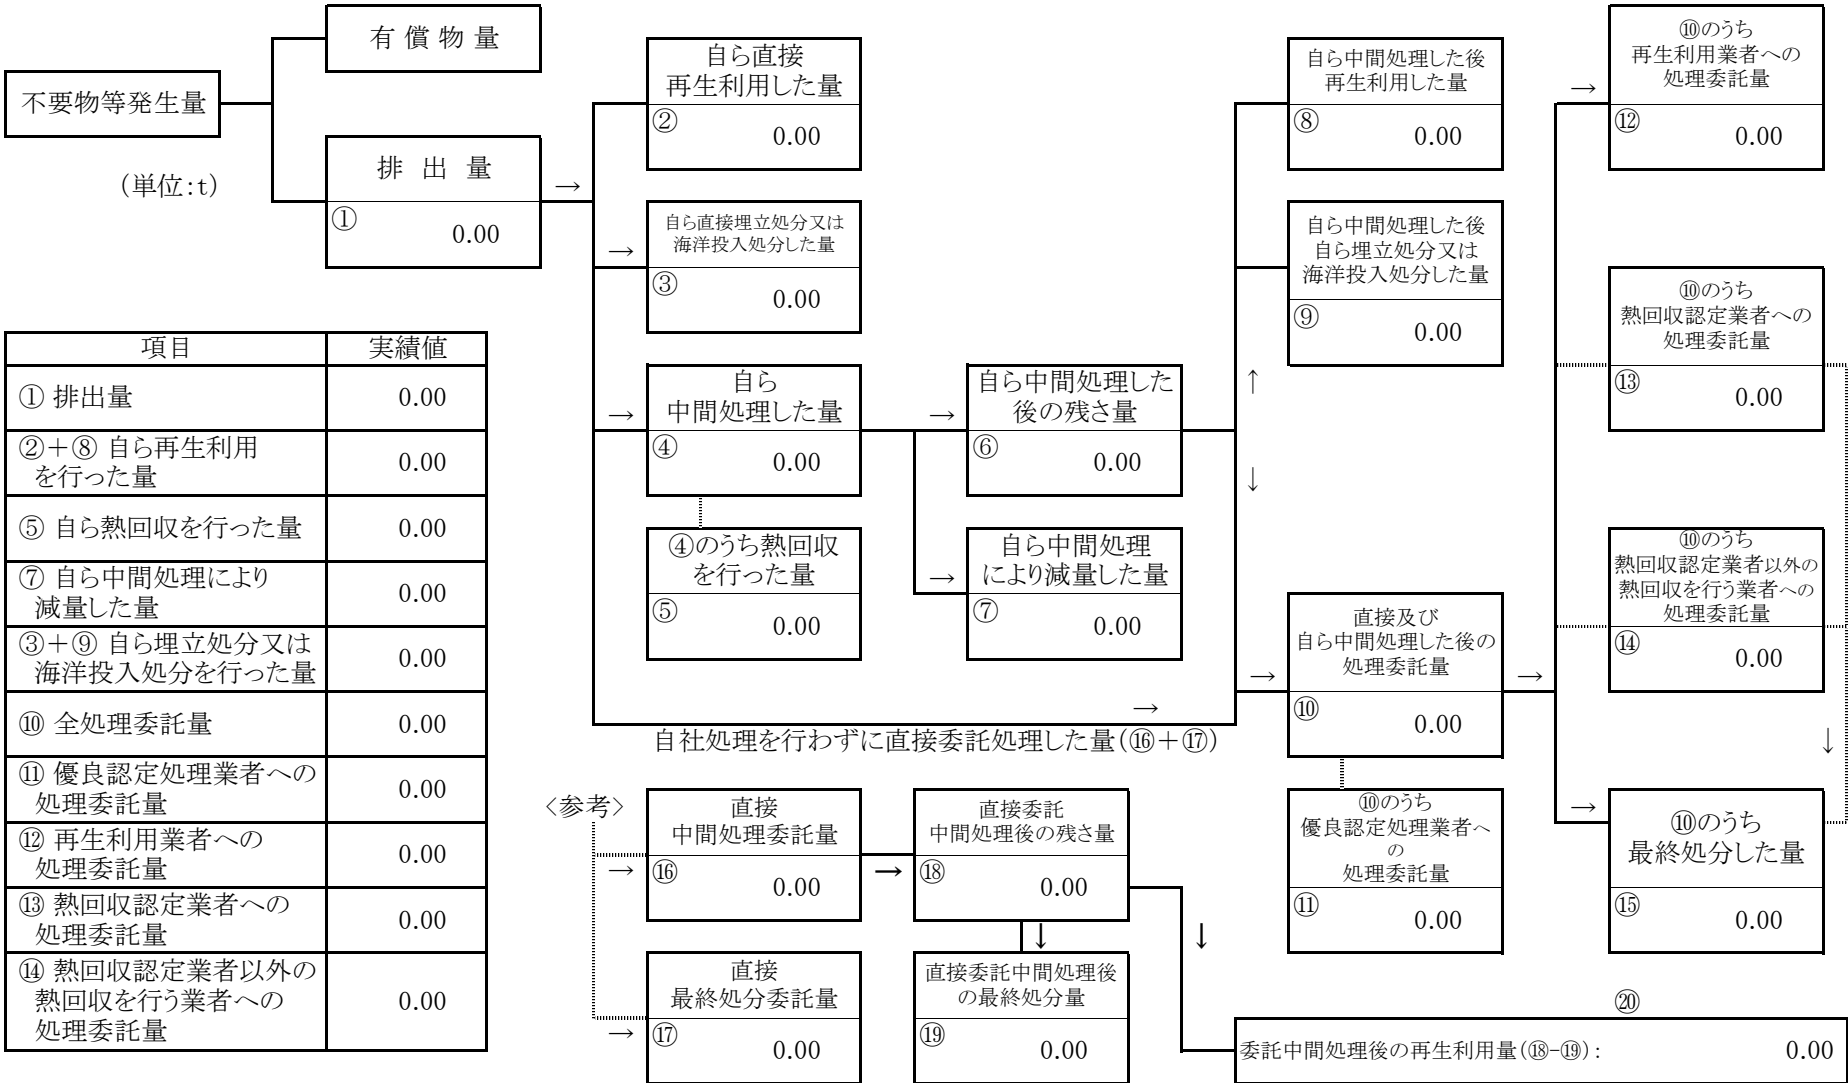 不要物等発生量
(単位:t)
有 償 物 量
排 出 量
① 0.00
→
自ら直接
再生利用した量
② 0.00
→
自ら直接埋立処分又は
海洋投入処分した量
③ 0.00
→
自ら
中間処理した量
④ 0.00
④のうち熱回収
を行った量
⑤ 0.00
→
自ら中間処理した
後の残さ量
⑥ 0.00
→
自ら中間処理
により減量した量
⑦ 0.00
→
自社処理を行わずに直接委託処理した量(⑯+⑰)
自ら中間処理した後
再生利用した量
⑧ 0.00
自ら中間処理した後
自ら埋立処分又は
海洋投入処分した量
⑨ 0.00
↑
↓
→
直接及び
自ら中間処理した後の
処理委託量
⑩ 0.00
⑩のうち
優良認定処理業者へ
の
処理委託量
⑪ 0.00
→
→
⑩のうち
再生利用業者への
処理委託量
⑫ 0.00
⑩のうち
熱回収認定業者への
処理委託量
⑬ 0.00
⑩のうち
熱回収認定業者以外の
熱回収を行う業者への
処理委託量
⑭ 0.00
↓
→
⑩のうち
最終処分した量
⑮ 0.00
項目 実績値
① 排出量 0.00
②+⑧ 自ら再生利用
を行った量 0.00
⑤ 自ら熱回収を行った量 0.00
⑦ 自ら中間処理により
減量した量 0.00
③+⑨ 自ら埋立処分又は
海洋投入処分を行った量 0.00
⑩ 全処理委託量 0.00
⑪ 優良認定処理業者への
処理委託量 0.00
⑫ 再生利用業者への
処理委託量 0.00
⑬ 熱回収認定業者への
処理委託量 0.00
⑭ 熱回収認定業者以外の
熱回収を行う業者への
処理委託量 0.00
〈参考〉
→
直接
中間処理委託量
⑯ 0.00
→
直接委託
中間処理後の残さ量
⑱ 0.00
↓
↓
→
直接
最終処分委託量
⑰ 0.00
直接委託中間処理後
の最終処分量
⑲ 0.00
⑳
委託中間処理後の再生利用量(⑱-⑲): 0.00